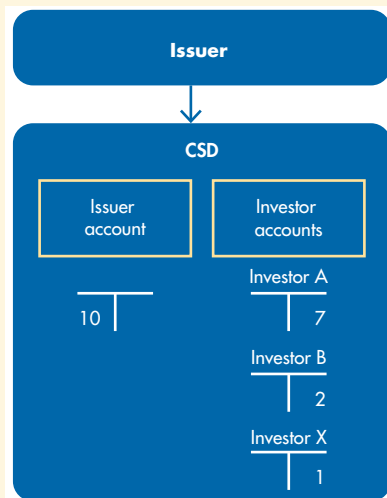 Issuer
CSD
Issuer
account
Investor
accounts
10
Investor A
7
Investor B
2
Investor X
1